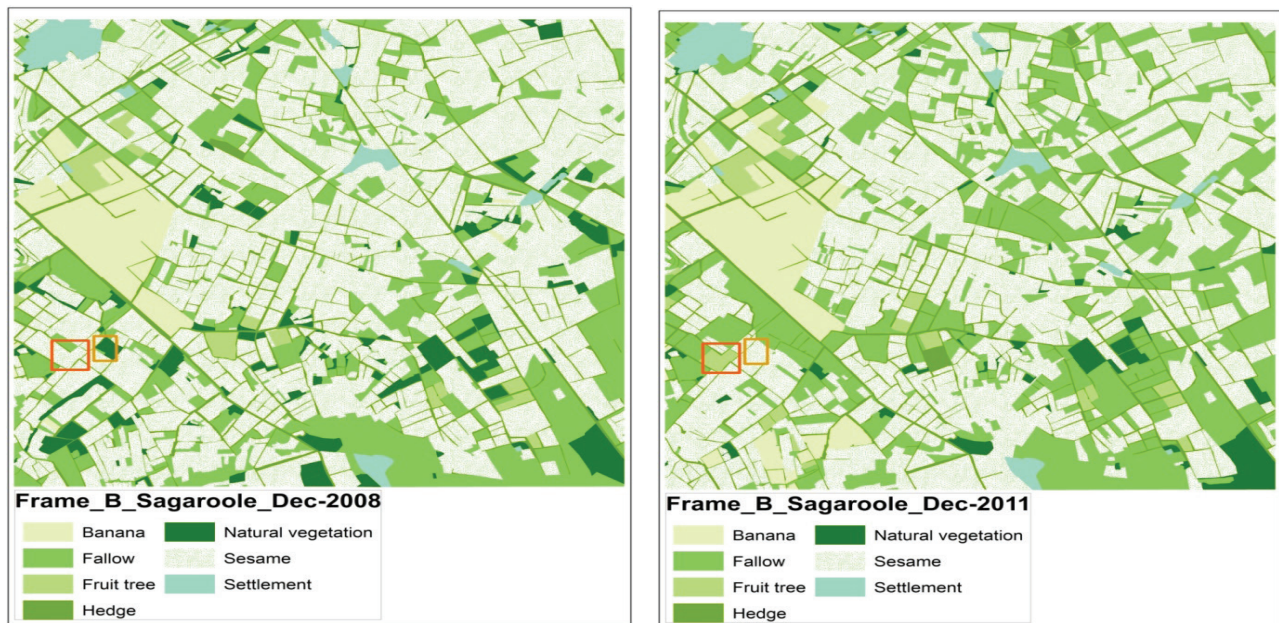 Frame_B_Sagaroole_Dec-2008
Banana
Natural vegetation
Fallow
Sesame
Fruit tree
Settlement
Hedge
Frame_B_Sagaroole_Dec-2011
Banana
Natural vegetation
Fallow
Sesame
Fruit tree
Settlement
Hedge